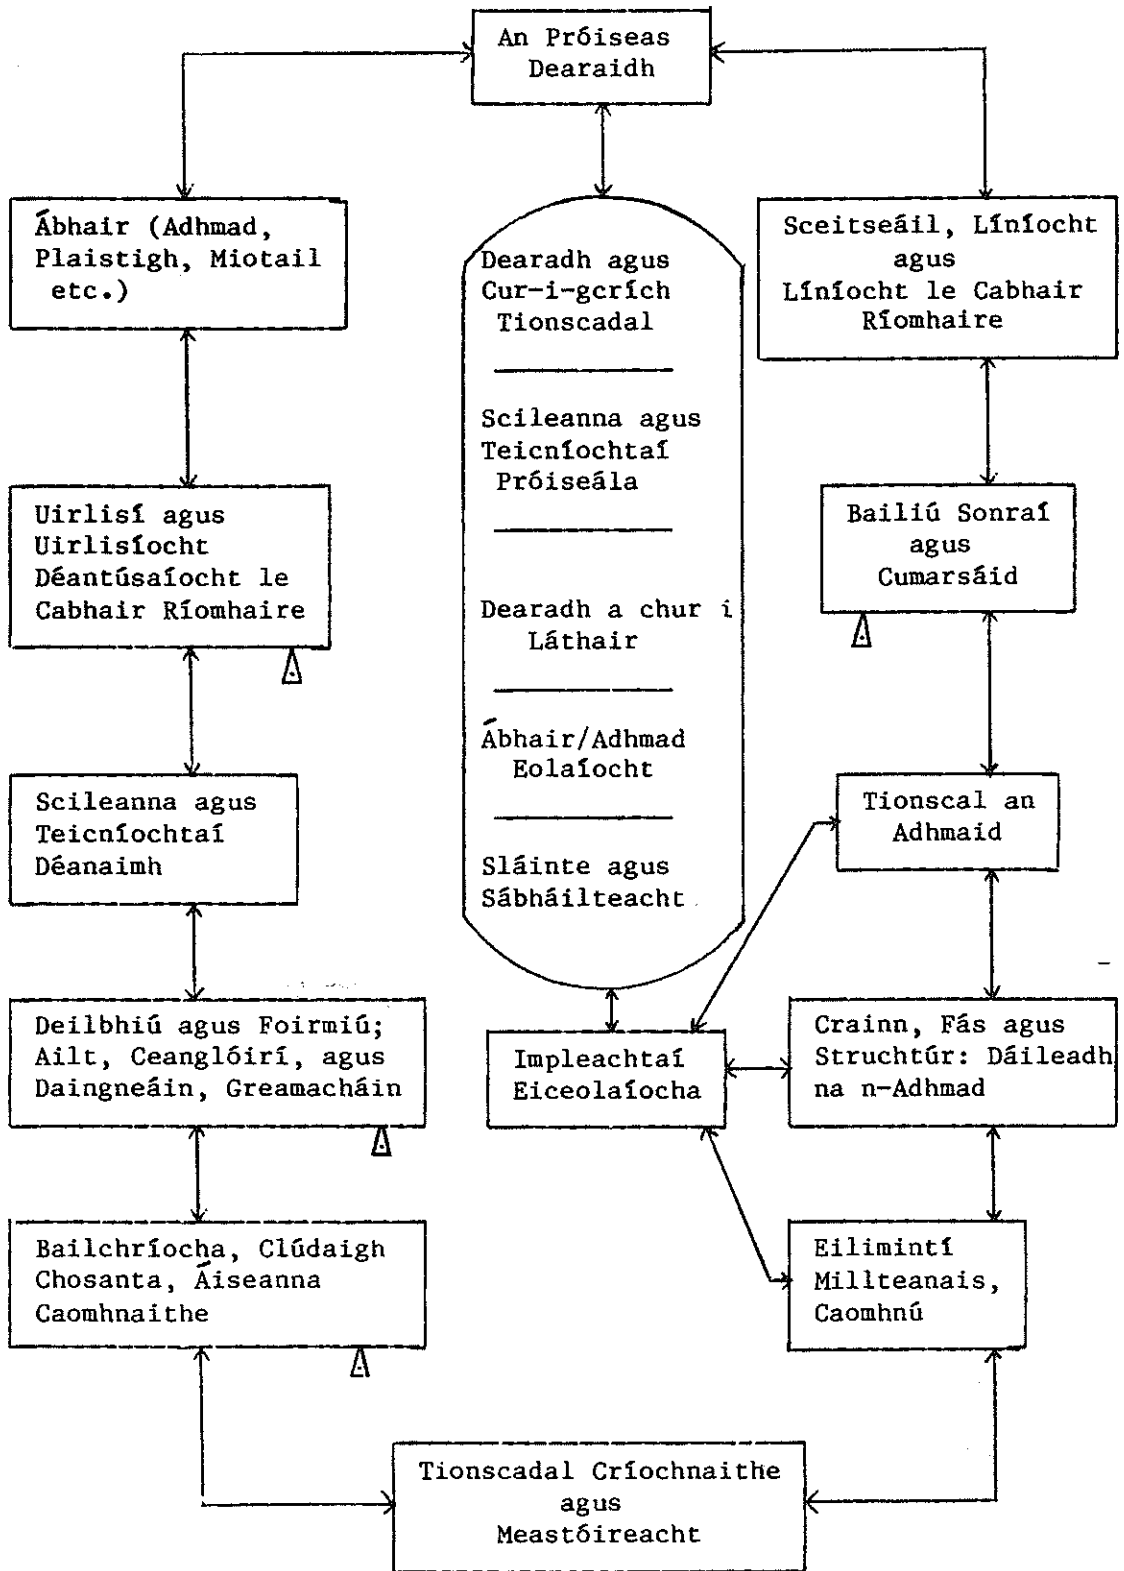 An Próiseas
Dearaidh
Ábhair (Adhmad,
Plaistigh, Miotail
etc.)
Uirlisí agus
Uirlisíocht
Déantúsaíocht le
Cabhair Ríomhaire
Scileanna agus
Teicníochtaí
Déanaimh
Deilbhiú agus Foirmiú;
Ailt, Ceanglóirí, agus
Daingneáin, Greamacháin
Bailchríocha, Clúdaigh
Chosanta, Áiseanna
Caomhnaithe
Dearadh agus
Cur-i-gcrích
Tionscadal
Scileanna agus
Teicníochtaí
Próiseála
Dearadh a chur i
Láthair
Ábhair/Adhmad
Eolaíocht
Sláinte agus
Sábháilteacht
Impleachtaí
Eiceolaíocha
Sceitseáil, Líníocht
agus
Líníocht le Cabhair
Ríomhaire
Bailiú Sonraí
agus
Cumarsáid
Tionscal an
Adhmaid
Crainn, Fás agus
Struchtúr: Dáileadh
na n-Adhmad
Eilimintí
Millteanais,
Caomhnú
Tionscadal Críochnaithe
agus
Meastóireacht